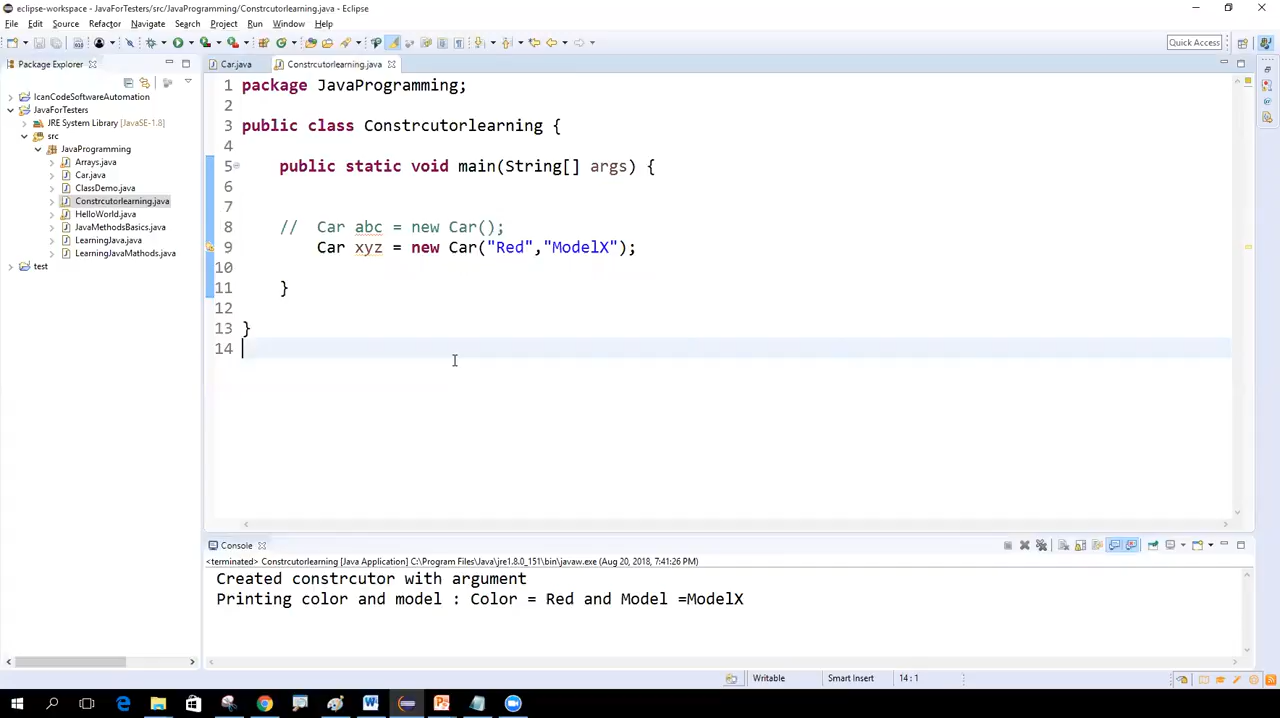 eclipse-workspace - JavaForTesters/src/JavaProgramming/Constrcutorlearning.java - Eclipse
File Edit Source Refactor Navigate Search Project Run Window Help
Quick Access
Package Explorer
Car.java
Constrcutorlearning.java
IcanCodeSoftwareAutomation
JavaForTesters
JRE System Library [JavaSE-1.8]
src
JavaProgramming
Arrays.java
Car.java
ClassDemo.java
Constrcutorlearning.java
HelloWorld.java
JavaMethodsBasics.java
LearningJava.java
LearningJavaMathods.java
test
1 package JavaProgramming;
2
3 public class Constrcutorlearning {
4
5 public static void main(String[] args) {
6
7
8 // Car abc = new Car();
9 Car xyz = new Car("Red","ModelX");
10
11 }
12
13 }
14
Console
<terminated> Constrcutorlearning [Java Application] C:\Program Files\Java\jre1.8.0_151\bin\javaw.exe (Aug 20, 2018, 7:41:26 PM)
Created constrcutor with argument
Printing color and model : Color = Red and Model =ModelX
Writable
Smart Insert
14 : 1